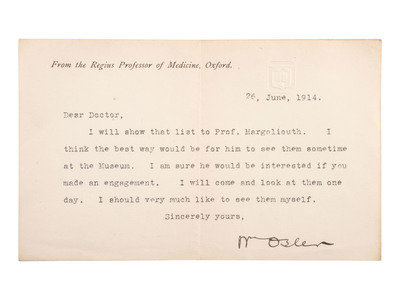 From the Regius Professor of Medicine, Oxford.
26, June, 1914.
Dear Doctor,
I will show that list to Prof. Margoliouth. I
think the best way would be for him to see them sometime
at the Museum. I am sure he would be interested if you
made an engagement. I will come and look at them one
day. I should very much like to see them myself.
Sincerely yours,
Wm Osler